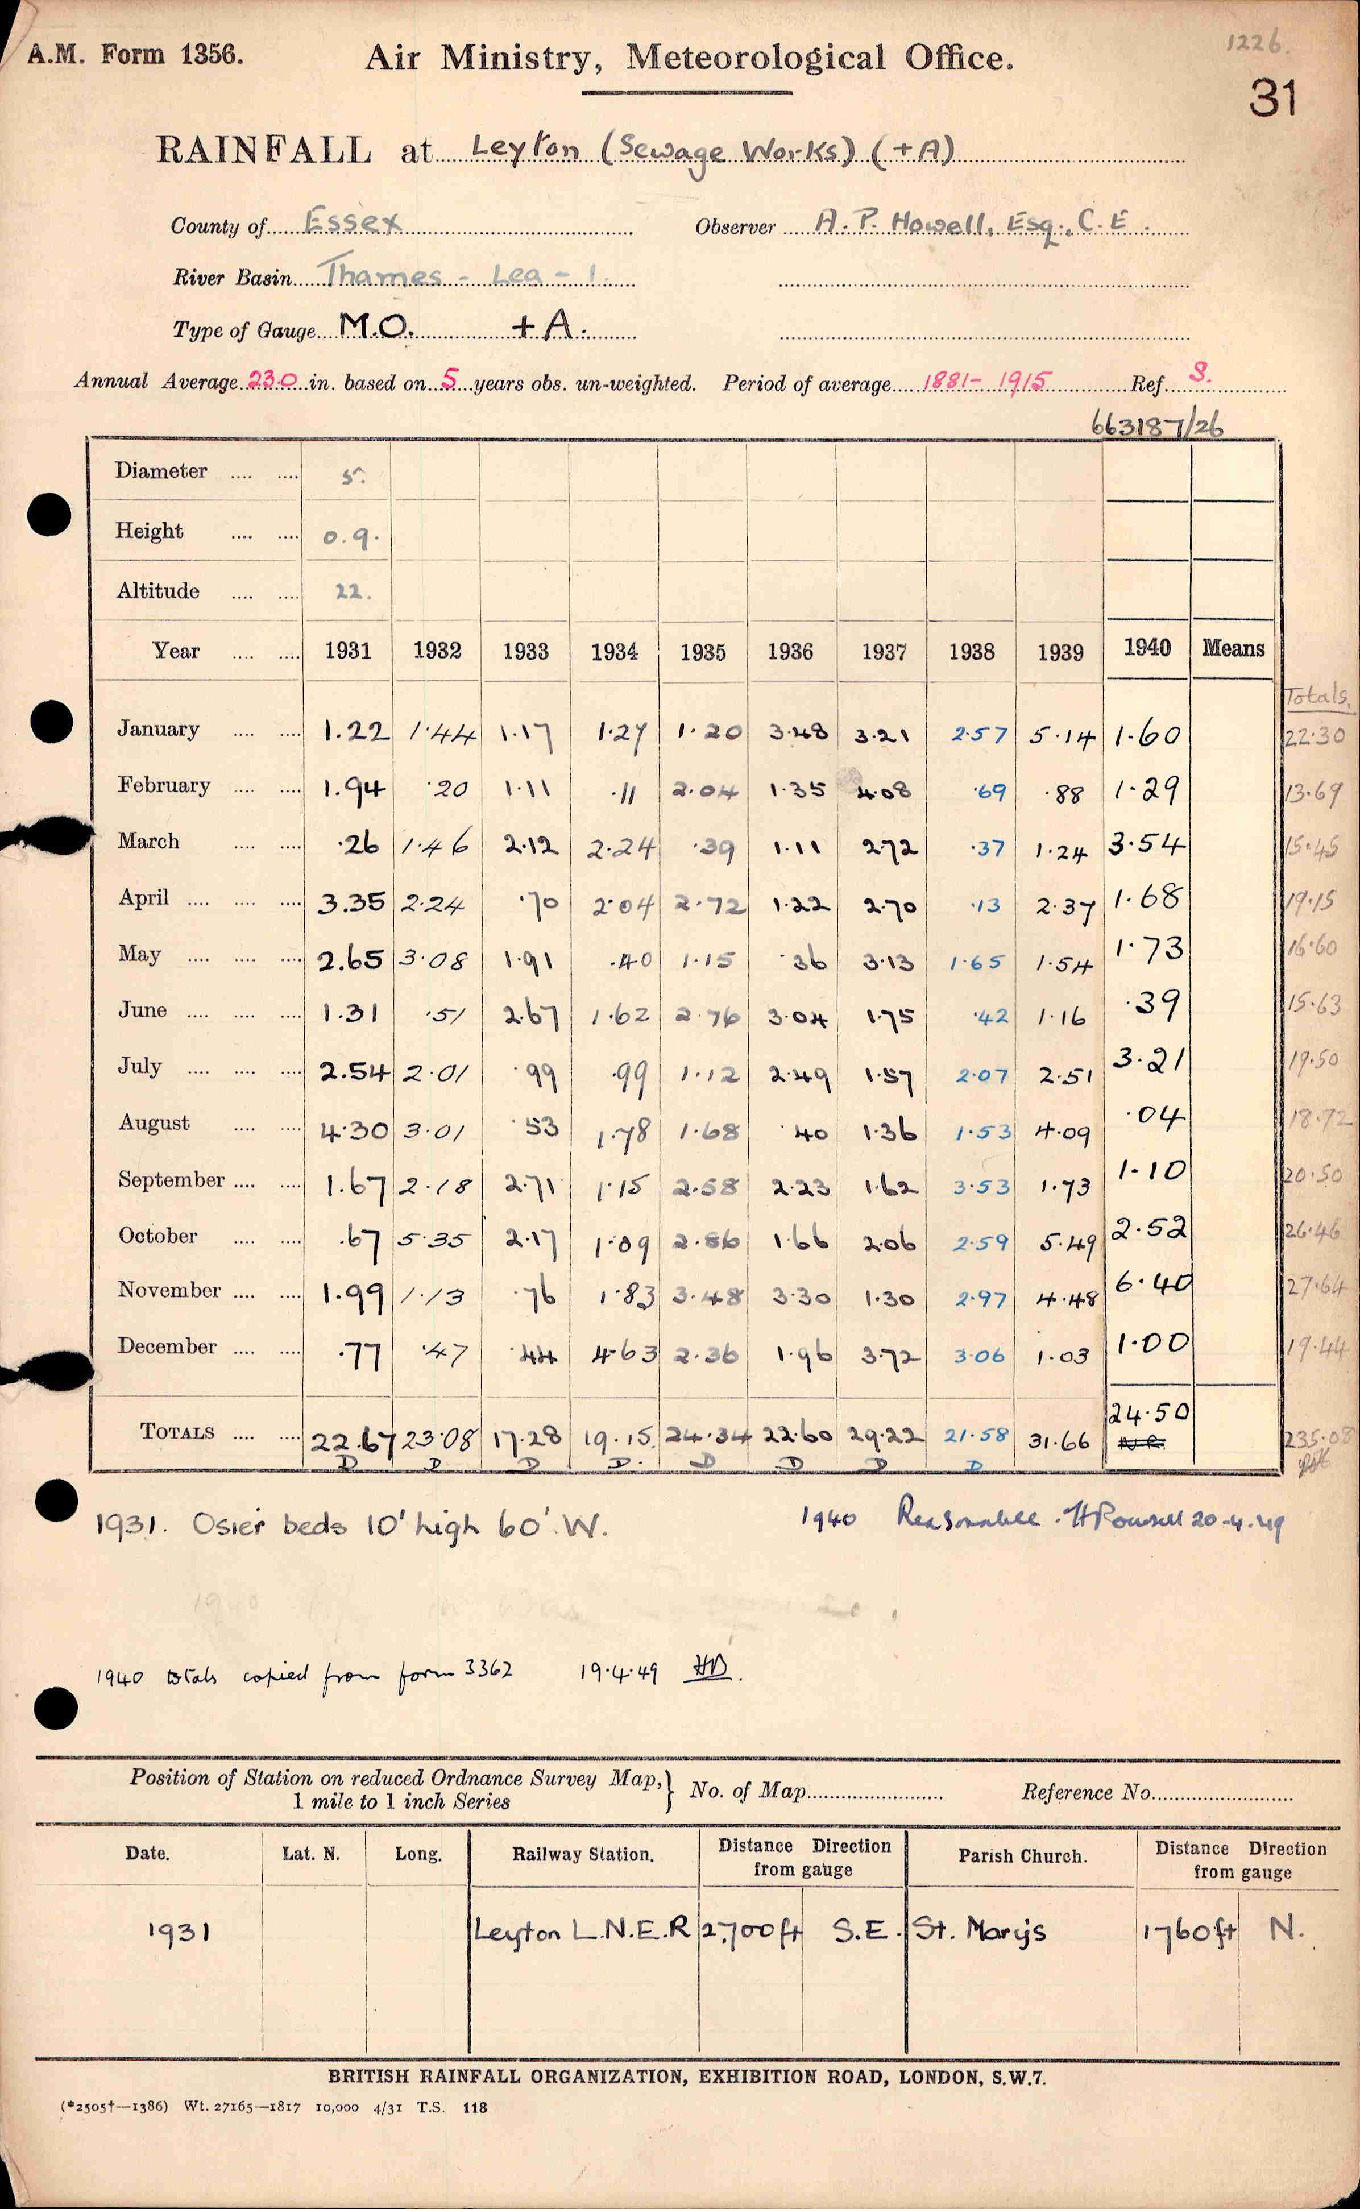 1226.
A.M. Form 1356. Air Ministry, Meteorological Office.
31
RAINFALL at Leyton (Sewage Works) (+A)
County of Essex Observer A. P. Howell, Esq., C.E.
River Basin Thames - Lea - 1.
Type of Gauge M.O. +A.
Annual Average 23.0 in. based on 5 years obs. un-weighted. Period of average 1881-1915 Ref. S.
663187/26
Diameter .... .... 5.
Height .... .... 0.9.
Altitude .... .... 22.
Year .... .... 1931 1932 1933 1934 1935 1936 1937 1938 1939 1940 Means
Totals.
January .... .... 1.22 1.44 1.17 1.27 1.20 3.48 3.21 2.57 5.14 1.60 22.30
February .... .... 1.94 .20 1.11 .11 2.04 1.35 4.08 .69 .88 1.29 13.69
March .... .... .26 1.46 2.12 2.24 .39 1.11 2.72 .37 1.24 3.54 15.45
April .... .... .... 3.35 2.24 .70 2.04 2.72 1.22 2.70 .13 2.37 1.68 19.15
May .... .... .... 2.65 3.08 1.91 .40 1.15 .36 3.13 1.65 1.54 1.73 16.60
June .... .... .... 1.31 .51 2.67 1.62 2.76 3.04 1.75 .42 1.16 .39 15.63
July .... .... .... 2.54 2.01 .99 .99 1.12 2.49 1.57 2.07 2.51 3.21 19.50
August .... .... 4.30 3.01 .53 1.78 1.68 .40 1.36 1.53 4.09 .04 18.72
September .... .... 1.67 2.18 2.71 1.15 2.58 2.23 1.62 3.53 1.73 1.10 20.50
October .... .... .67 5.35 2.17 1.09 2.86 1.66 2.06 2.59 5.49 2.52 26.46
November .... .... 1.99 1.13 .76 1.83 3.48 3.30 1.30 2.97 4.48 6.40 27.64
December .... .... .77 .47 .44 4.63 2.36 1.96 3.72 3.06 1.03 1.00 19.44
TOTALS .... .... 22.67 23.08 17.28 19.15 24.34 22.60 29.22 21.58 31.66 24.50 235.08
D D D D. D D D D N.R.
1931. Osier beds 10' high 60' W. 1940 Reasonable. 20-4-49
1940 totals copied from form 3362 19.4.49 HD.
Position of Station on reduced Ordnance Survey Map, } No. of Map Reference No.
1 mile to 1 inch Series
Date. Lat. N. Long. Railway Station. Distance Direction from gauge Parish Church. Distance Direction from gauge
1931 Leyton L.N.E.R 2,700ft S.E. St. Mary's 1760ft N.
BRITISH RAINFALL ORGANIZATION, EXHIBITION ROAD, LONDON, S.W.7.
(*2505†—1386) Wt. 27165—1817 10,000 4/31 T.S. 118